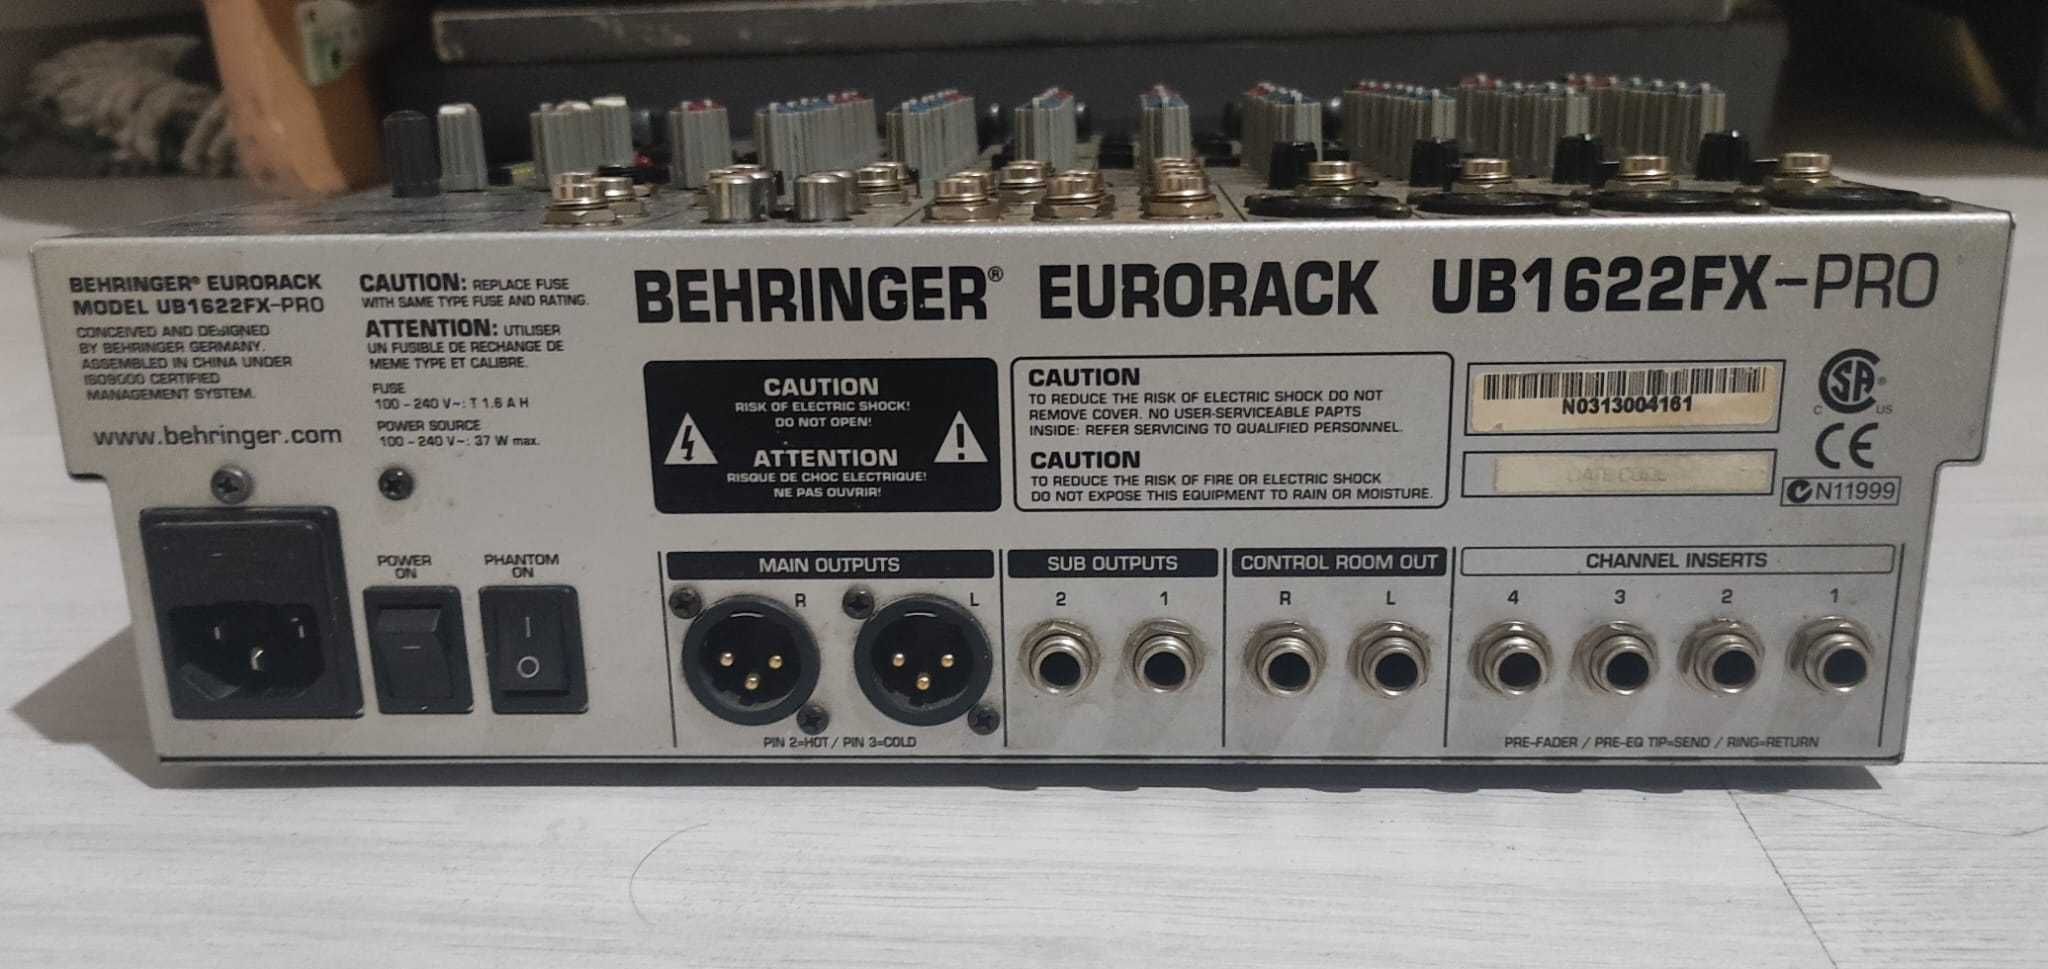 BEHRINGER® EURORACK
MODEL UB1622FX-PRO
CONCEIVED AND DESIGNED
BY BEHRINGER GERMANY.
ASSEMBLED IN CHINA UNDER
ISO9000 CERTIFIED
MANAGEMENT SYSTEM.
www.behringer.com
CAUTION: REPLACE FUSE
WITH SAME TYPE FUSE AND RATING.
ATTENTION: UTILISER
UN FUSIBLE DE RECHANGE DE
MEME TYPE ET CALIBRE.
FUSE
100 - 240 V~: T 1.6 A H
POWER SOURCE
100 - 240 V~: 37 W max.
BEHRINGER® EURORACK UB1622FX-PRO
CAUTION
RISK OF ELECTRIC SHOCK!
DO NOT OPEN!
ATTENTION
RISQUE DE CHOC ELECTRIQUE!
NE PAS OUVRIR!
CAUTION
TO REDUCE THE RISK OF ELECTRIC SHOCK DO NOT
REMOVE COVER. NO USER-SERVICEABLE PARTS
INSIDE: REFER SERVICING TO QUALIFIED PERSONNEL.
CAUTION
TO REDUCE THE RISK OF FIRE OR ELECTRIC SHOCK
DO NOT EXPOSE THIS EQUIPMENT TO RAIN OR MOISTURE.
N0313004161
DATE CODE
C SA® US
CE
N11999
POWER
ON
PHANTOM
ON
MAIN OUTPUTS
R L
PIN 2=HOT / PIN 3=COLD
SUB OUTPUTS
2 1
CONTROL ROOM OUT
R L
CHANNEL INSERTS
4 3 2 1
PRE-FADER / PRE-EQ TIP=SEND / RING=RETURN